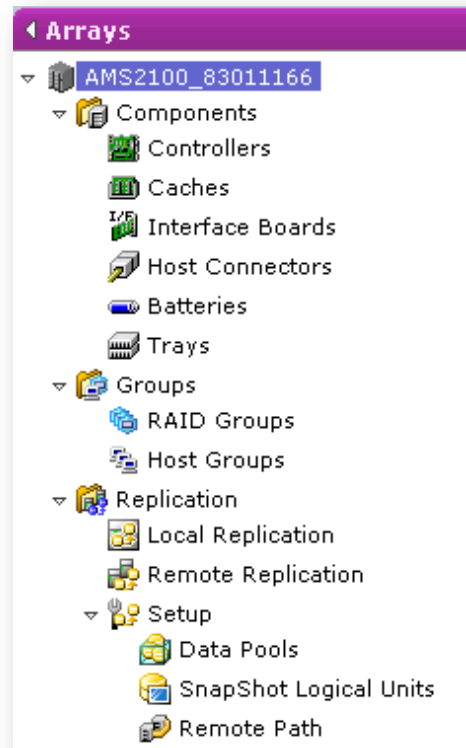 Arrays
AMS2100_83011166
Components
Controllers
Caches
I/F
Interface Boards
Host Connectors
Batteries
Trays
Groups
RAID Groups
Host Groups
Replication
Local Replication
Remote Replication
Setup
Data Pools
SnapShot Logical Units
Remote Path